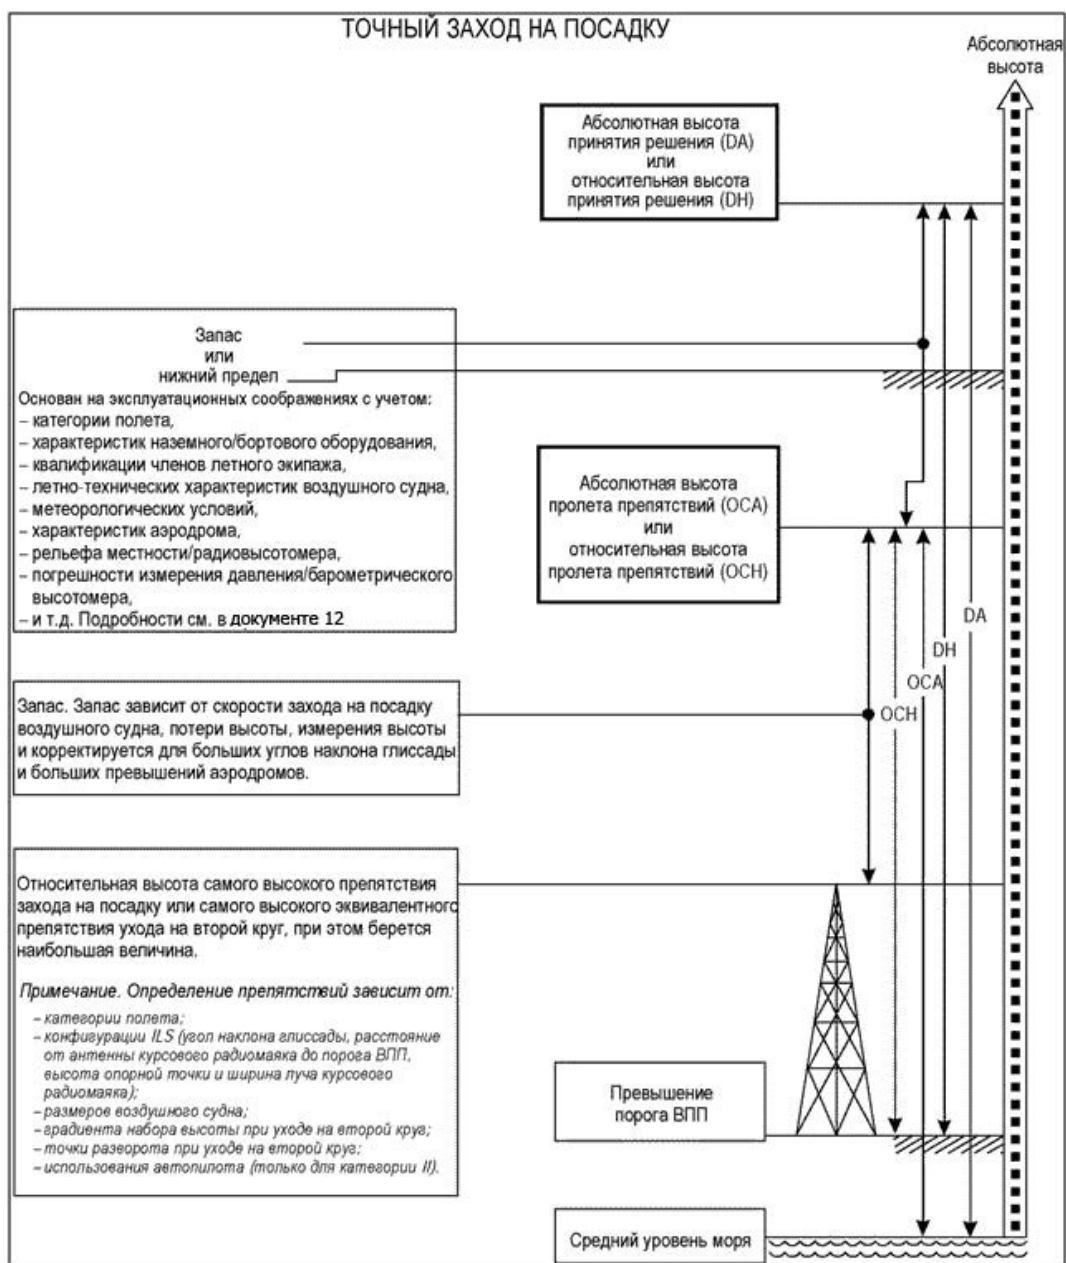 ТОЧНЫЙ ЗАХОД НА ПОСАДКУ
Абсолютная
высота
Абсолютная высота
принятия решения (DA)
или
относительная высота
принятия решения (DH)
Запас
или
нижний предел
Основан на эксплуатационных соображениях с учетом:
– категории полета,
– характеристик наземного/бортового оборудования,
– квалификации членов летного экипажа,
– летно-технических характеристик воздушного судна,
– метеорологических условий,
– характеристик аэродрома,
– рельефа местности/радиовысотомера,
– погрешности измерения давления/барометрического
высотомера,
– и т.д. Подробности см. в документе 12
Абсолютная высота
пролета препятствий (OCA)
или
относительная высота
пролета препятствий (OCH)
DA
DH
OCA
OCH
Запас. Запас зависит от скорости захода на посадку
воздушного судна, потери высоты, измерения высоты
и корректируется для больших углов наклона глиссады
и больших превышений аэродромов.
Относительная высота самого высокого препятствия
захода на посадку или самого высокого эквивалентного
препятствия ухода на второй круг, при этом берется
наибольшая величина.
Примечание. Определение препятствий зависит от:
– категории полета;
– конфигурации ILS (угол наклона глиссады, расстояние
от антенны курсового радиомаяка до порога ВПП,
высота опорной точки и ширина луча курсового
радиомаяка);
– размеров воздушного судна;
– градиента набора высоты при уходе на второй круг;
– точки разворота при уходе на второй круг;
– использования автопилота (только для категории II).
Превышение
порога ВПП
Средний уровень моря